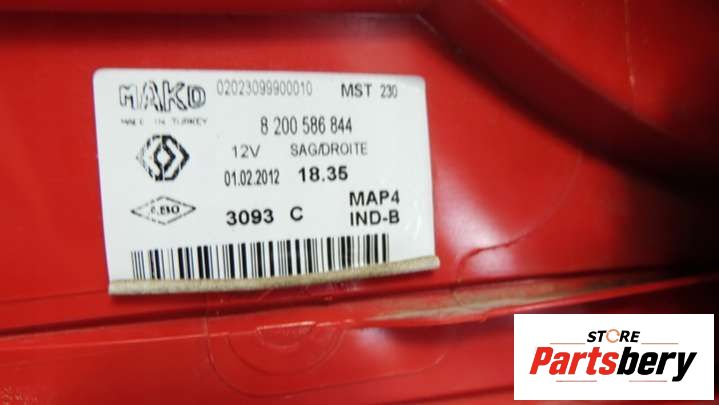 MAKO 02023099900010 MST 230
MADE IN TURKEY
8 200 586 844
12V SAG/DROITE
01.02.2012 18.35
3093 C MAP4
IND-B
STORE
Partsbery